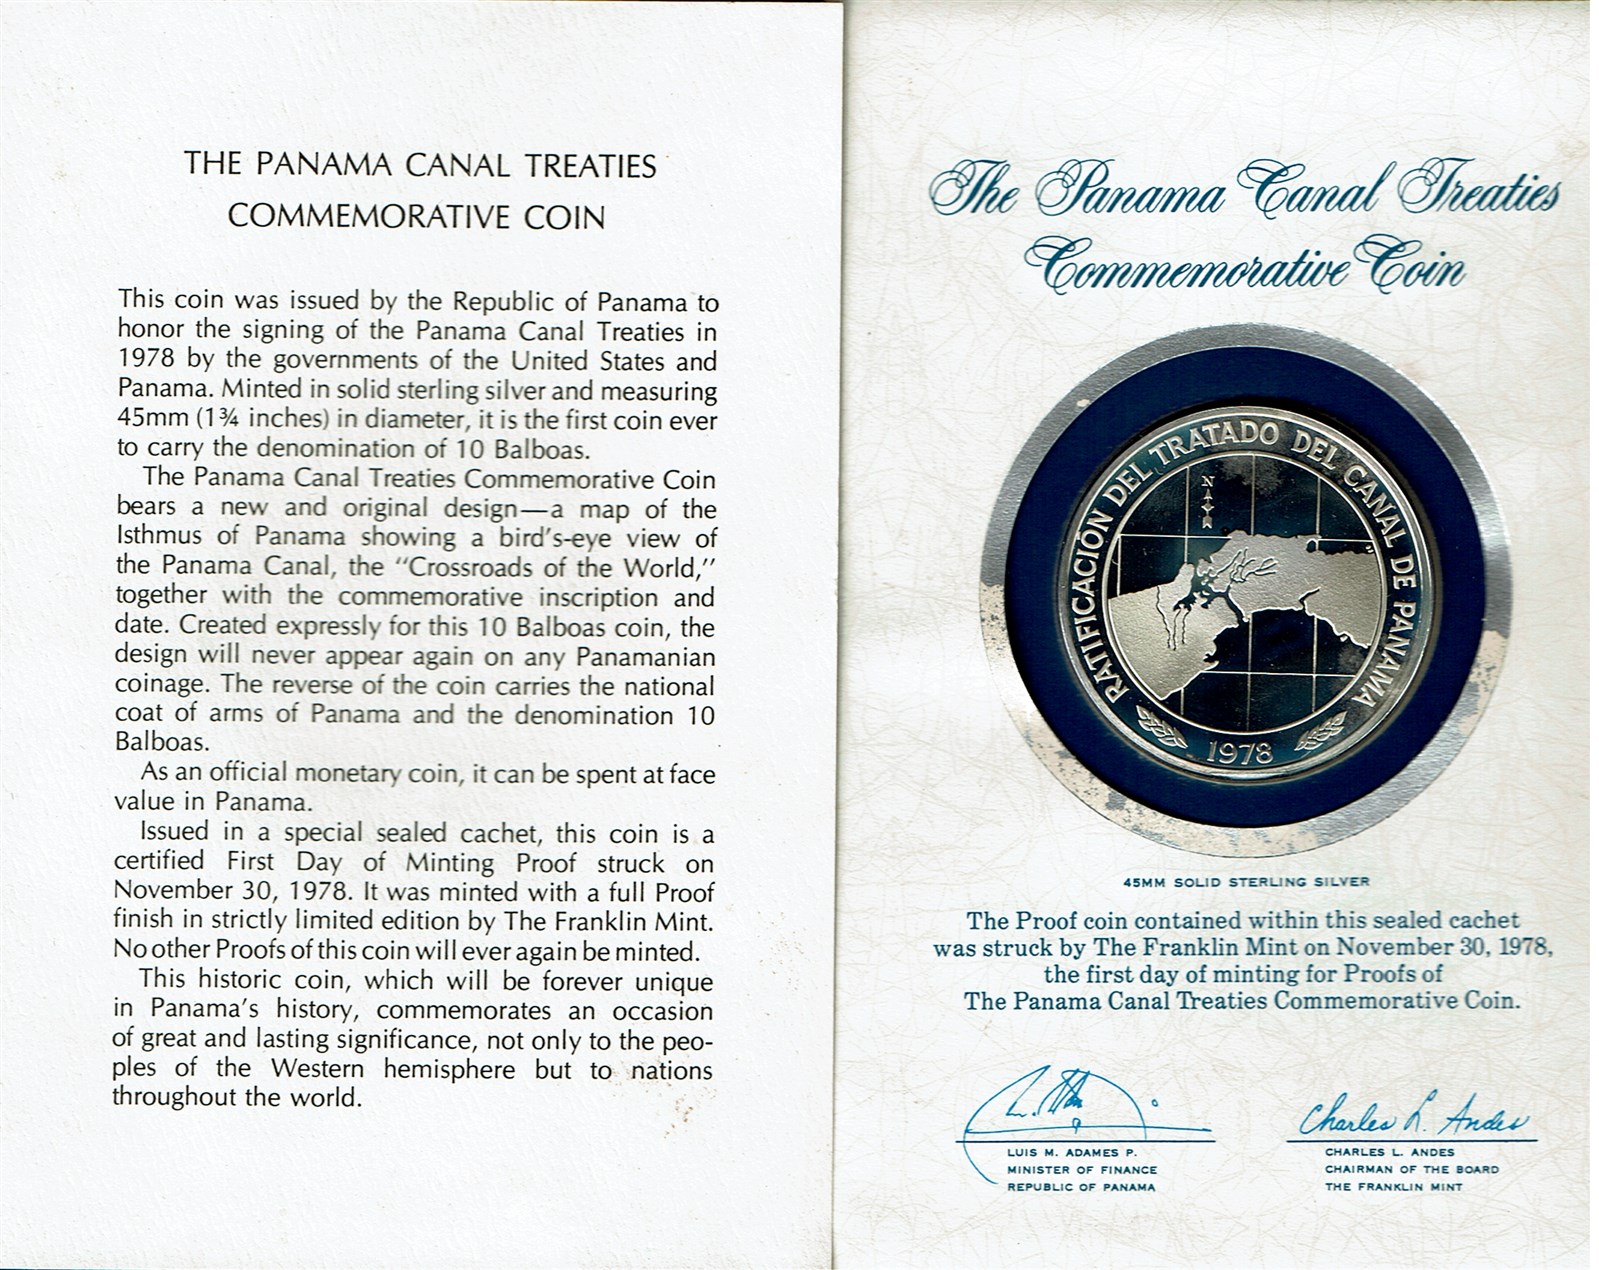 THE PANAMA CANAL TREATIES
COMMEMORATIVE COIN
This coin was issued by the Republic of Panama to
honor the signing of the Panama Canal Treaties in
1978 by the governments of the United States and
Panama. Minted in solid sterling silver and measuring
45mm (1¾ inches) in diameter, it is the first coin ever
to carry the denomination of 10 Balboas.
The Panama Canal Treaties Commemorative Coin
bears a new and original design—a map of the
Isthmus of Panama showing a bird's-eye view of
the Panama Canal, the "Crossroads of the World,"
together with the commemorative inscription and
date. Created expressly for this 10 Balboas coin, the
design will never appear again on any Panamanian
coinage. The reverse of the coin carries the national
coat of arms of Panama and the denomination 10
Balboas.
As an official monetary coin, it can be spent at face
value in Panama.
Issued in a special sealed cachet, this coin is a
certified First Day of Minting Proof struck on
November 30, 1978. It was minted with a full Proof
finish in strictly limited edition by The Franklin Mint.
No other Proofs of this coin will ever again be minted.
This historic coin, which will be forever unique
in Panama's history, commemorates an occasion
of great and lasting significance, not only to the peo-
ples of the Western hemisphere but to nations
throughout the world.
The Panama Canal Treaties
Commemorative Coin
RATIFICACION DEL TRATADO DEL CANAL DE PANAMA
N
1978
45MM SOLID STERLING SILVER
The Proof coin contained within this sealed cachet
was struck by The Franklin Mint on November 30, 1978,
the first day of minting for Proofs of
The Panama Canal Treaties Commemorative Coin.
LUIS M. ADAMES P.
MINISTER OF FINANCE
REPUBLIC OF PANAMA
Charles L. Andes
CHARLES L. ANDES
CHAIRMAN OF THE BOARD
THE FRANKLIN MINT